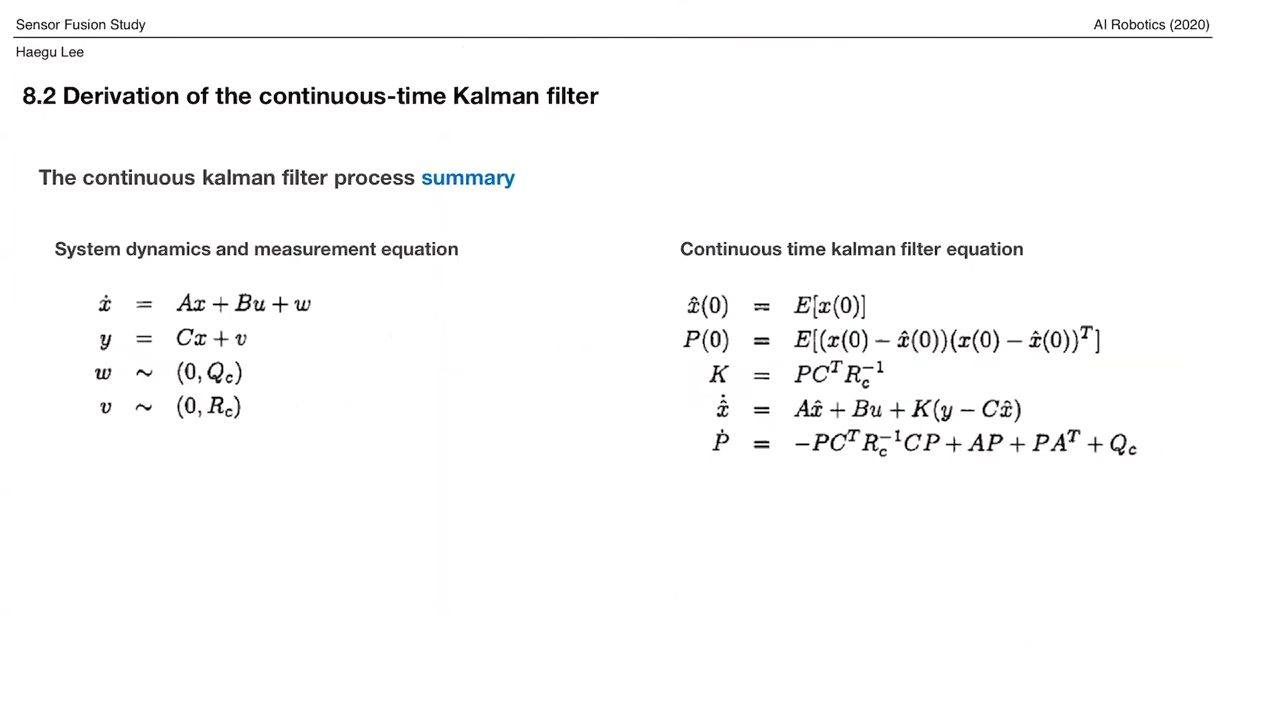 Sensor Fusion Study
AI Robotics (2020)
Haegu Lee
8.2 Derivation of the continuous-time Kalman filter
The continuous kalman filter process summary
System dynamics and measurement equation
ẋ = Ax + Bu + w
y = Cx + v
w ∼ (0, Q_c)
v ∼ (0, R_c)
Continuous time kalman filter equation
x̂(0) = E[x(0)]
P(0) = E[(x(0) − x̂(0))(x(0) − x̂(0))^T]
K = PC^T R_c^{-1}
x̂̇ = Ax̂ + Bu + K(y − Cx̂)
Ṗ = −PC^T R_c^{-1}CP + AP + PA^T + Q_c